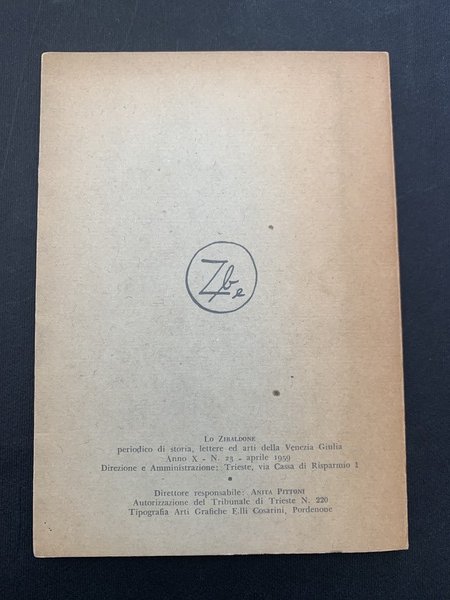 Zbe
Lo Zibaldone
periodico di storia, lettere ed arti della Venezia Giulia
Anno X - N. 23 - aprile 1959
Direzione e Amministrazione: Trieste, via Cassa di Risparmio 1
Direttore responsabile: Anita Pittoni
Autorizzazione del Tribunale di Trieste N. 220
Tipografia Arti Grafiche F.lli Cosarini, Pordenone